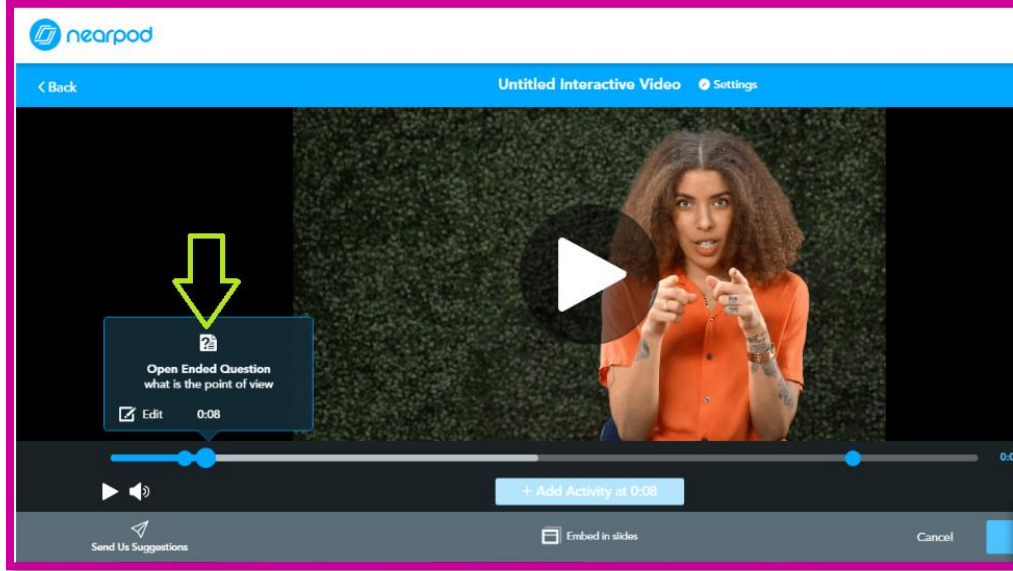 nearpod
< Back
Untitled Interactive Video Settings
Open Ended Question
what is the point of view
Edit 0:08
+ Add Activity at 0:08
Send Us Suggestions
Embed in slides
Cancel